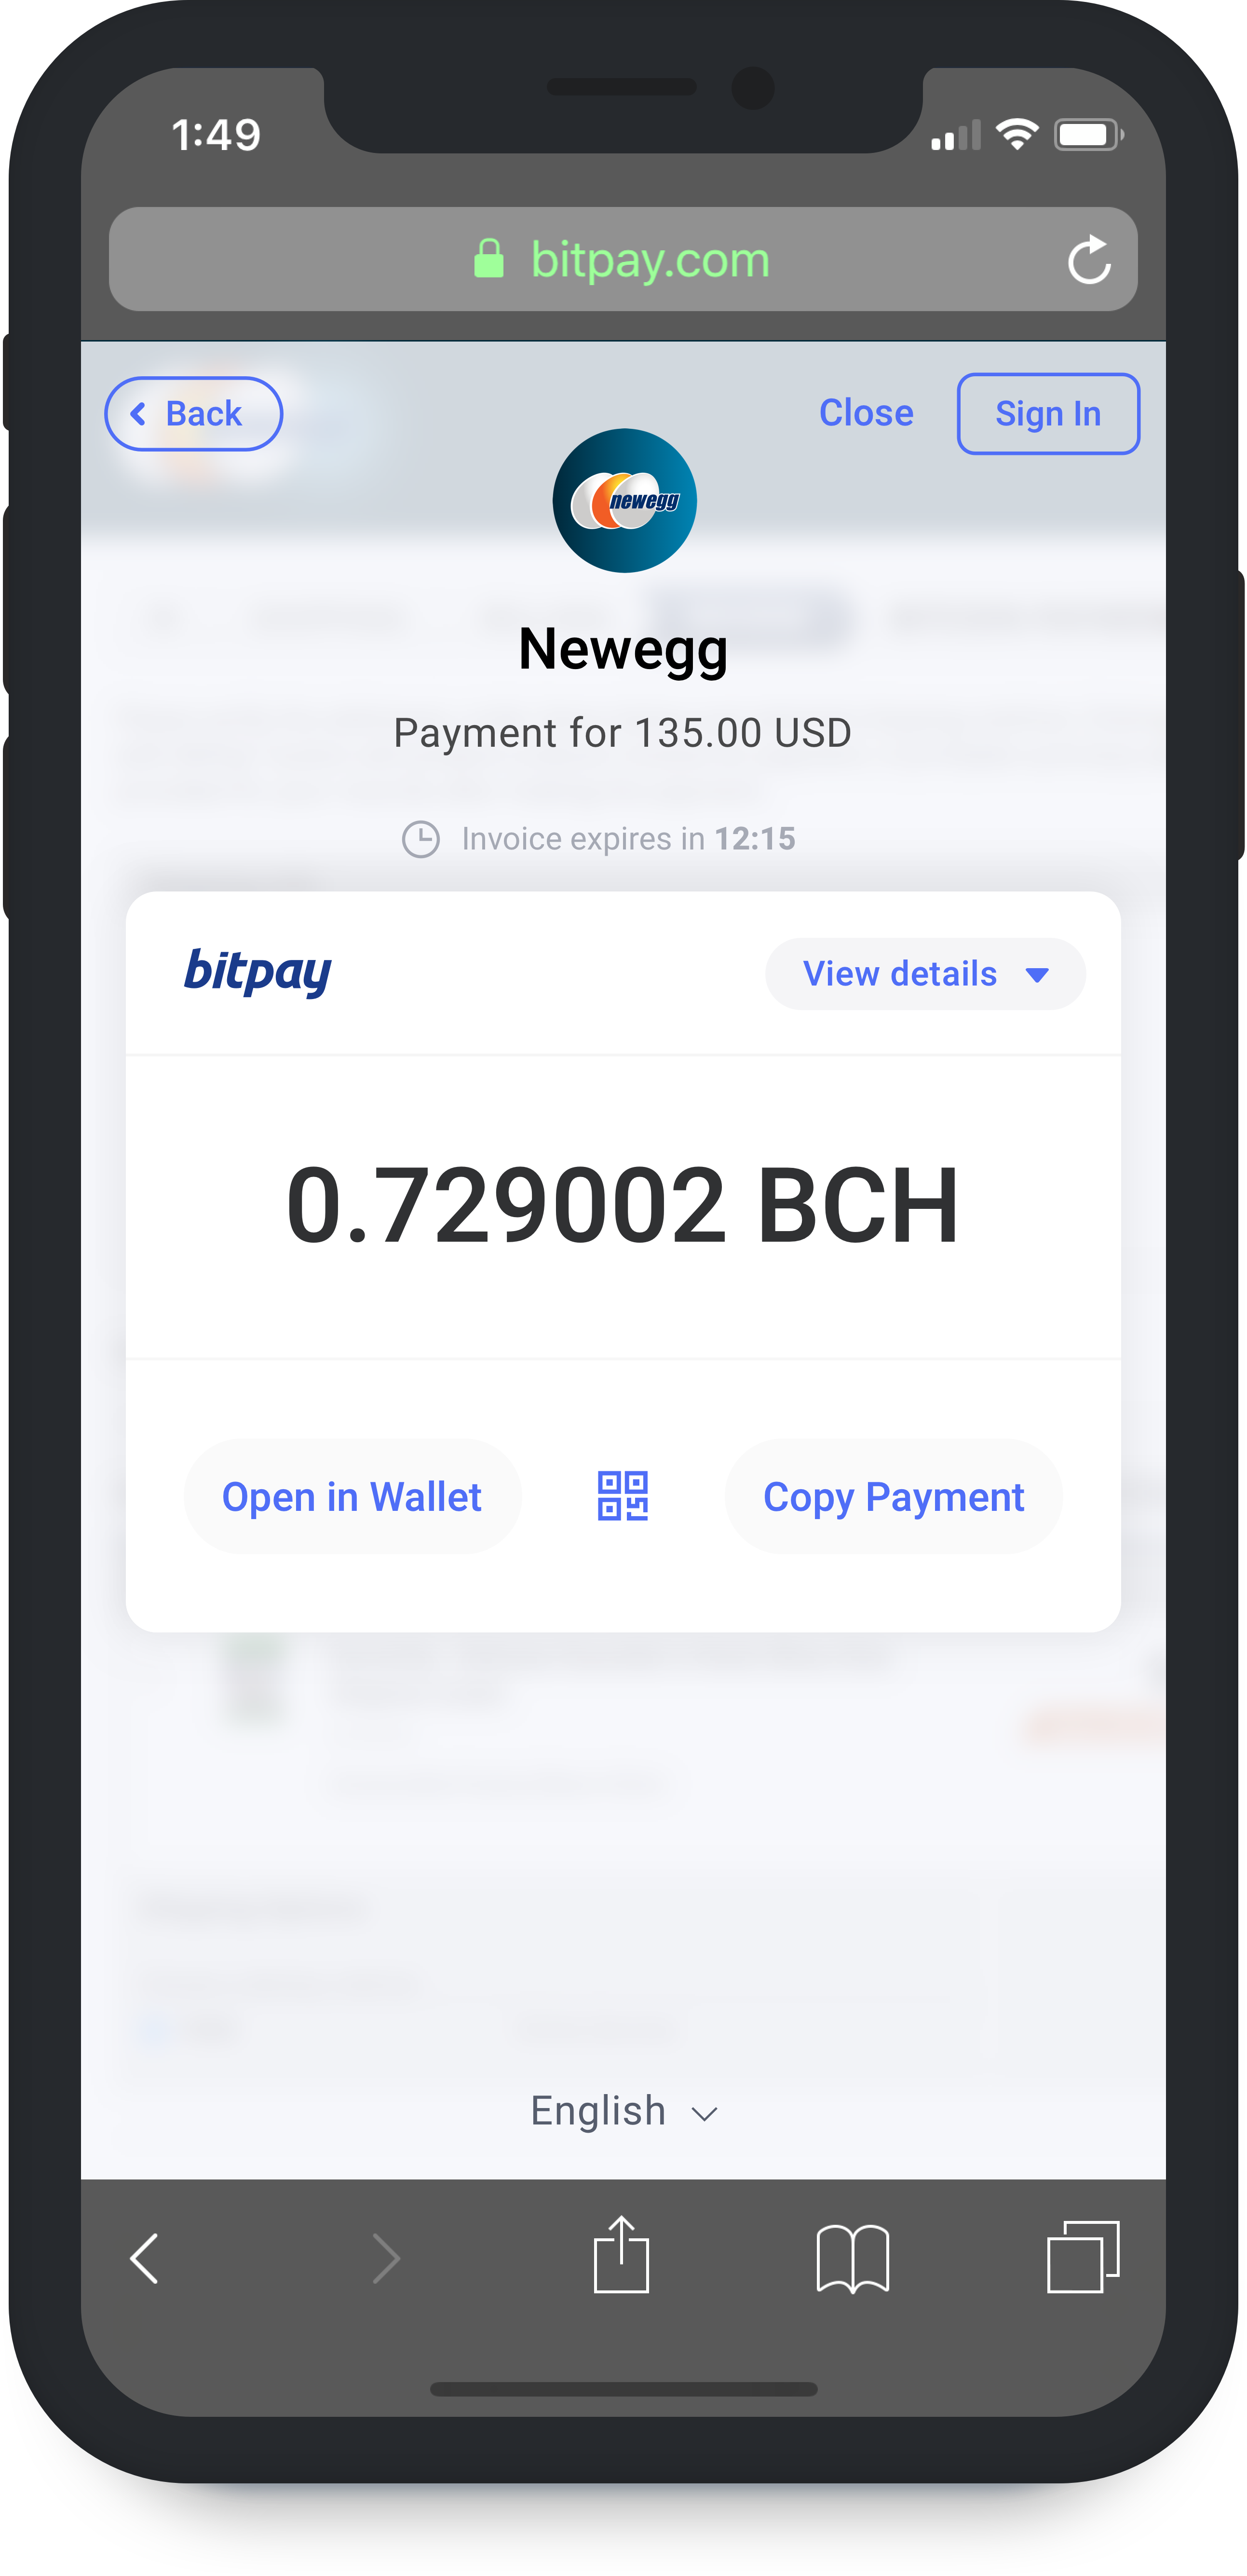 1:49
bitpay.com
Back
Close
Sign In
newegg
Newegg
Payment for 135.00 USD
Invoice expires in 12:15
bitpay
View details
0.729002 BCH
Open in Wallet
Copy Payment
English